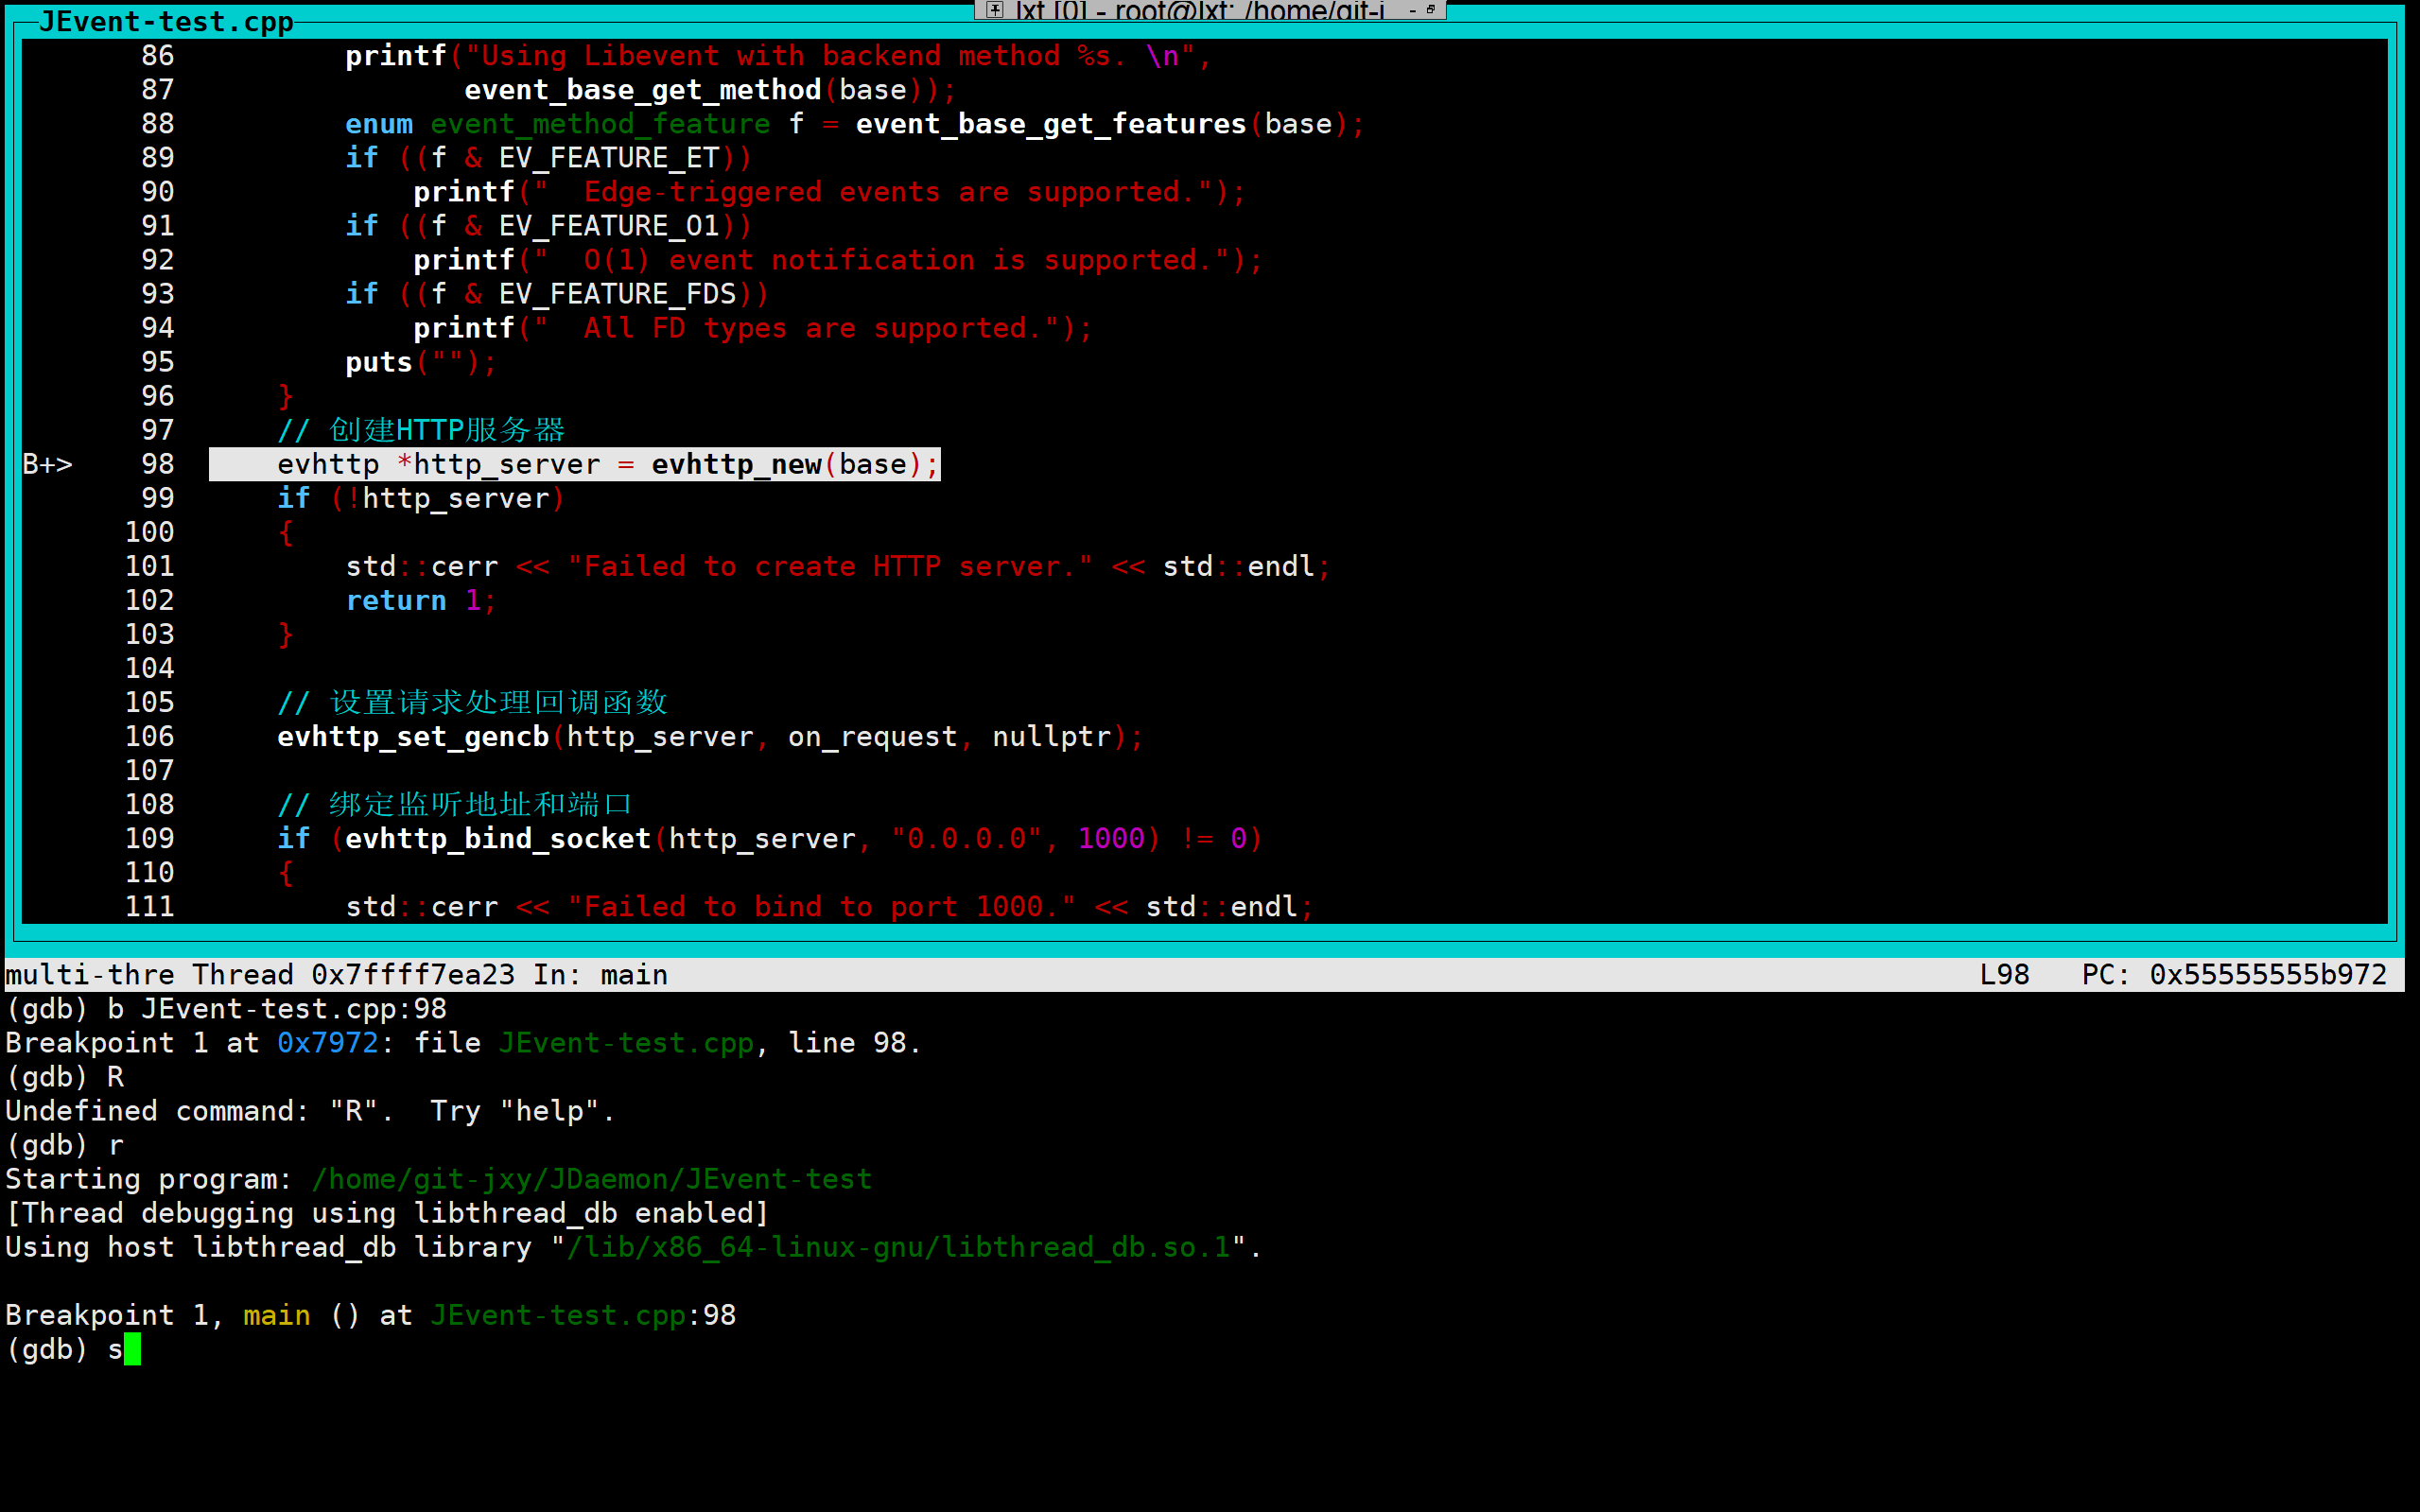 lxt [0] - root@lxt: /home/git-j
JEvent-test.cpp
86 printf("Using Libevent with backend method %s. \n",
87 event_base_get_method(base));
88 enum event_method_feature f = event_base_get_features(base);
89 if ((f & EV_FEATURE_ET))
90 printf("  Edge-triggered events are supported.");
91 if ((f & EV_FEATURE_O1))
92 printf("  O(1) event notification is supported.");
93 if ((f & EV_FEATURE_FDS))
94 printf("  All FD types are supported.");
95 puts("");
96 }
97 // 创建HTTP服务器
B+> 98 evhttp *http_server = evhttp_new(base);
99 if (!http_server)
100 {
101 std::cerr << "Failed to create HTTP server." << std::endl;
102 return 1;
103 }
104
105 // 设置请求处理回调函数
106 evhttp_set_gencb(http_server, on_request, nullptr);
107
108 // 绑定监听地址和端口
109 if (evhttp_bind_socket(http_server, "0.0.0.0", 1000) != 0)
110 {
111 std::cerr << "Failed to bind to port 1000." << std::endl;
multi-thre Thread 0x7ffff7ea23 In: main L98 PC: 0x55555555b972
(gdb) b JEvent-test.cpp:98
Breakpoint 1 at 0x7972: file JEvent-test.cpp, line 98.
(gdb) R
Undefined command: "R".  Try "help".
(gdb) r
Starting program: /home/git-jxy/JDaemon/JEvent-test
[Thread debugging using libthread_db enabled]
Using host libthread_db library "/lib/x86_64-linux-gnu/libthread_db.so.1".
Breakpoint 1, main () at JEvent-test.cpp:98
(gdb) s